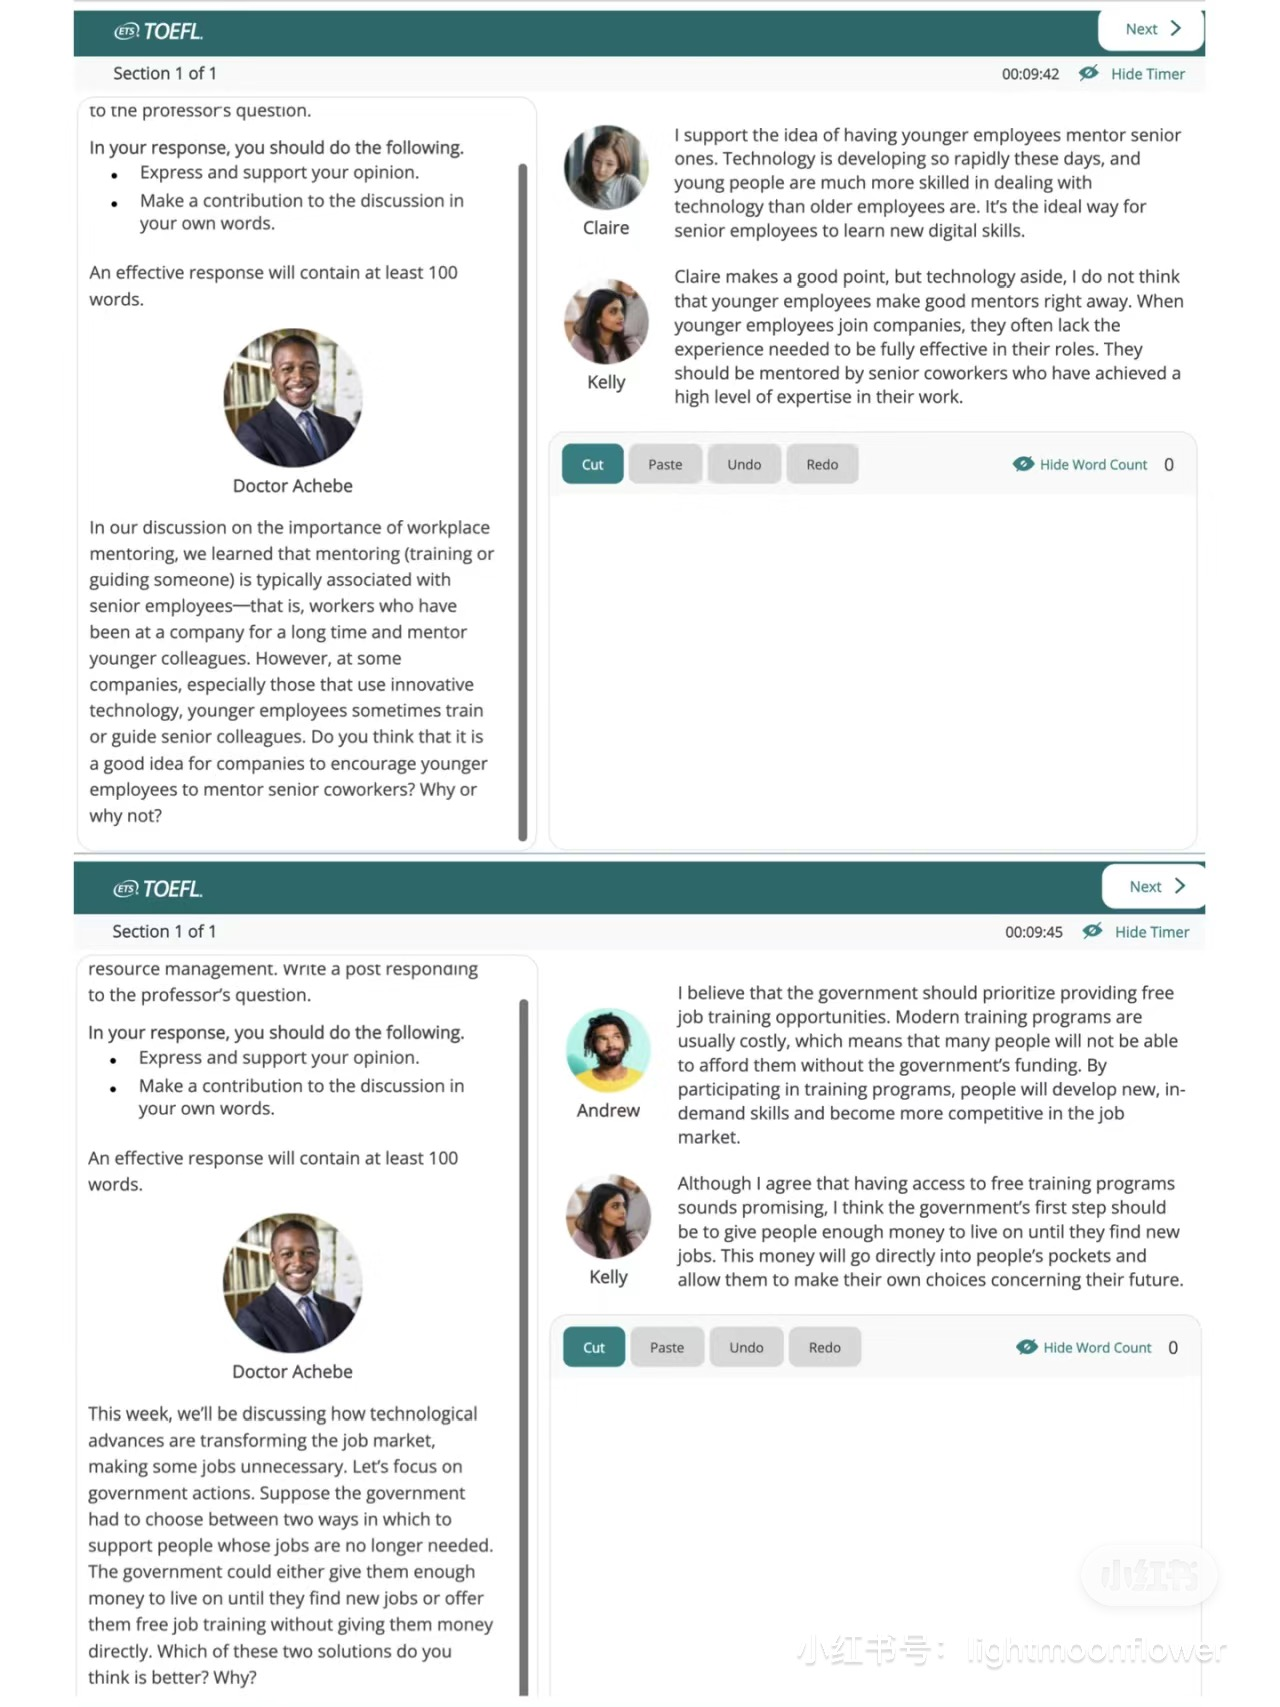 ETS TOEFL.
Next
Section 1 of 1
00:09:42
Hide Timer
to the professor's question.
In your response, you should do the following.
• Express and support your opinion.
• Make a contribution to the discussion in
your own words.
An effective response will contain at least 100
words.
Doctor Achebe
In our discussion on the importance of workplace
mentoring, we learned that mentoring (training or
guiding someone) is typically associated with
senior employees—that is, workers who have
been at a company for a long time and mentor
younger colleagues. However, at some
companies, especially those that use innovative
technology, younger employees sometimes train
or guide senior colleagues. Do you think that it is
a good idea for companies to encourage younger
employees to mentor senior coworkers? Why or
why not?
Claire
I support the idea of having younger employees mentor senior
ones. Technology is developing so rapidly these days, and
young people are much more skilled in dealing with
technology than older employees are. It's the ideal way for
senior employees to learn new digital skills.
Kelly
Claire makes a good point, but technology aside, I do not think
that younger employees make good mentors right away. When
younger employees join companies, they often lack the
experience needed to be fully effective in their roles. They
should be mentored by senior coworkers who have achieved a
high level of expertise in their work.
Cut
Paste
Undo
Redo
Hide Word Count 0
ETS TOEFL.
Next
Section 1 of 1
00:09:45
Hide Timer
resource management. Write a post responding
to the professor's question.
In your response, you should do the following.
• Express and support your opinion.
• Make a contribution to the discussion in
your own words.
An effective response will contain at least 100
words.
Doctor Achebe
This week, we'll be discussing how technological
advances are transforming the job market,
making some jobs unnecessary. Let's focus on
government actions. Suppose the government
had to choose between two ways in which to
support people whose jobs are no longer needed.
The government could either give them enough
money to live on until they find new jobs or offer
them free job training without giving them money
directly. Which of these two solutions do you
think is better? Why?
Andrew
I believe that the government should prioritize providing free
job training opportunities. Modern training programs are
usually costly, which means that many people will not be able
to afford them without the government's funding. By
participating in training programs, people will develop new, in-
demand skills and become more competitive in the job
market.
Kelly
Although I agree that having access to free training programs
sounds promising, I think the government's first step should
be to give people enough money to live on until they find new
jobs. This money will go directly into people's pockets and
allow them to make their own choices concerning their future.
Cut
Paste
Undo
Redo
Hide Word Count 0
小红书
小红书号：lightmoonflower